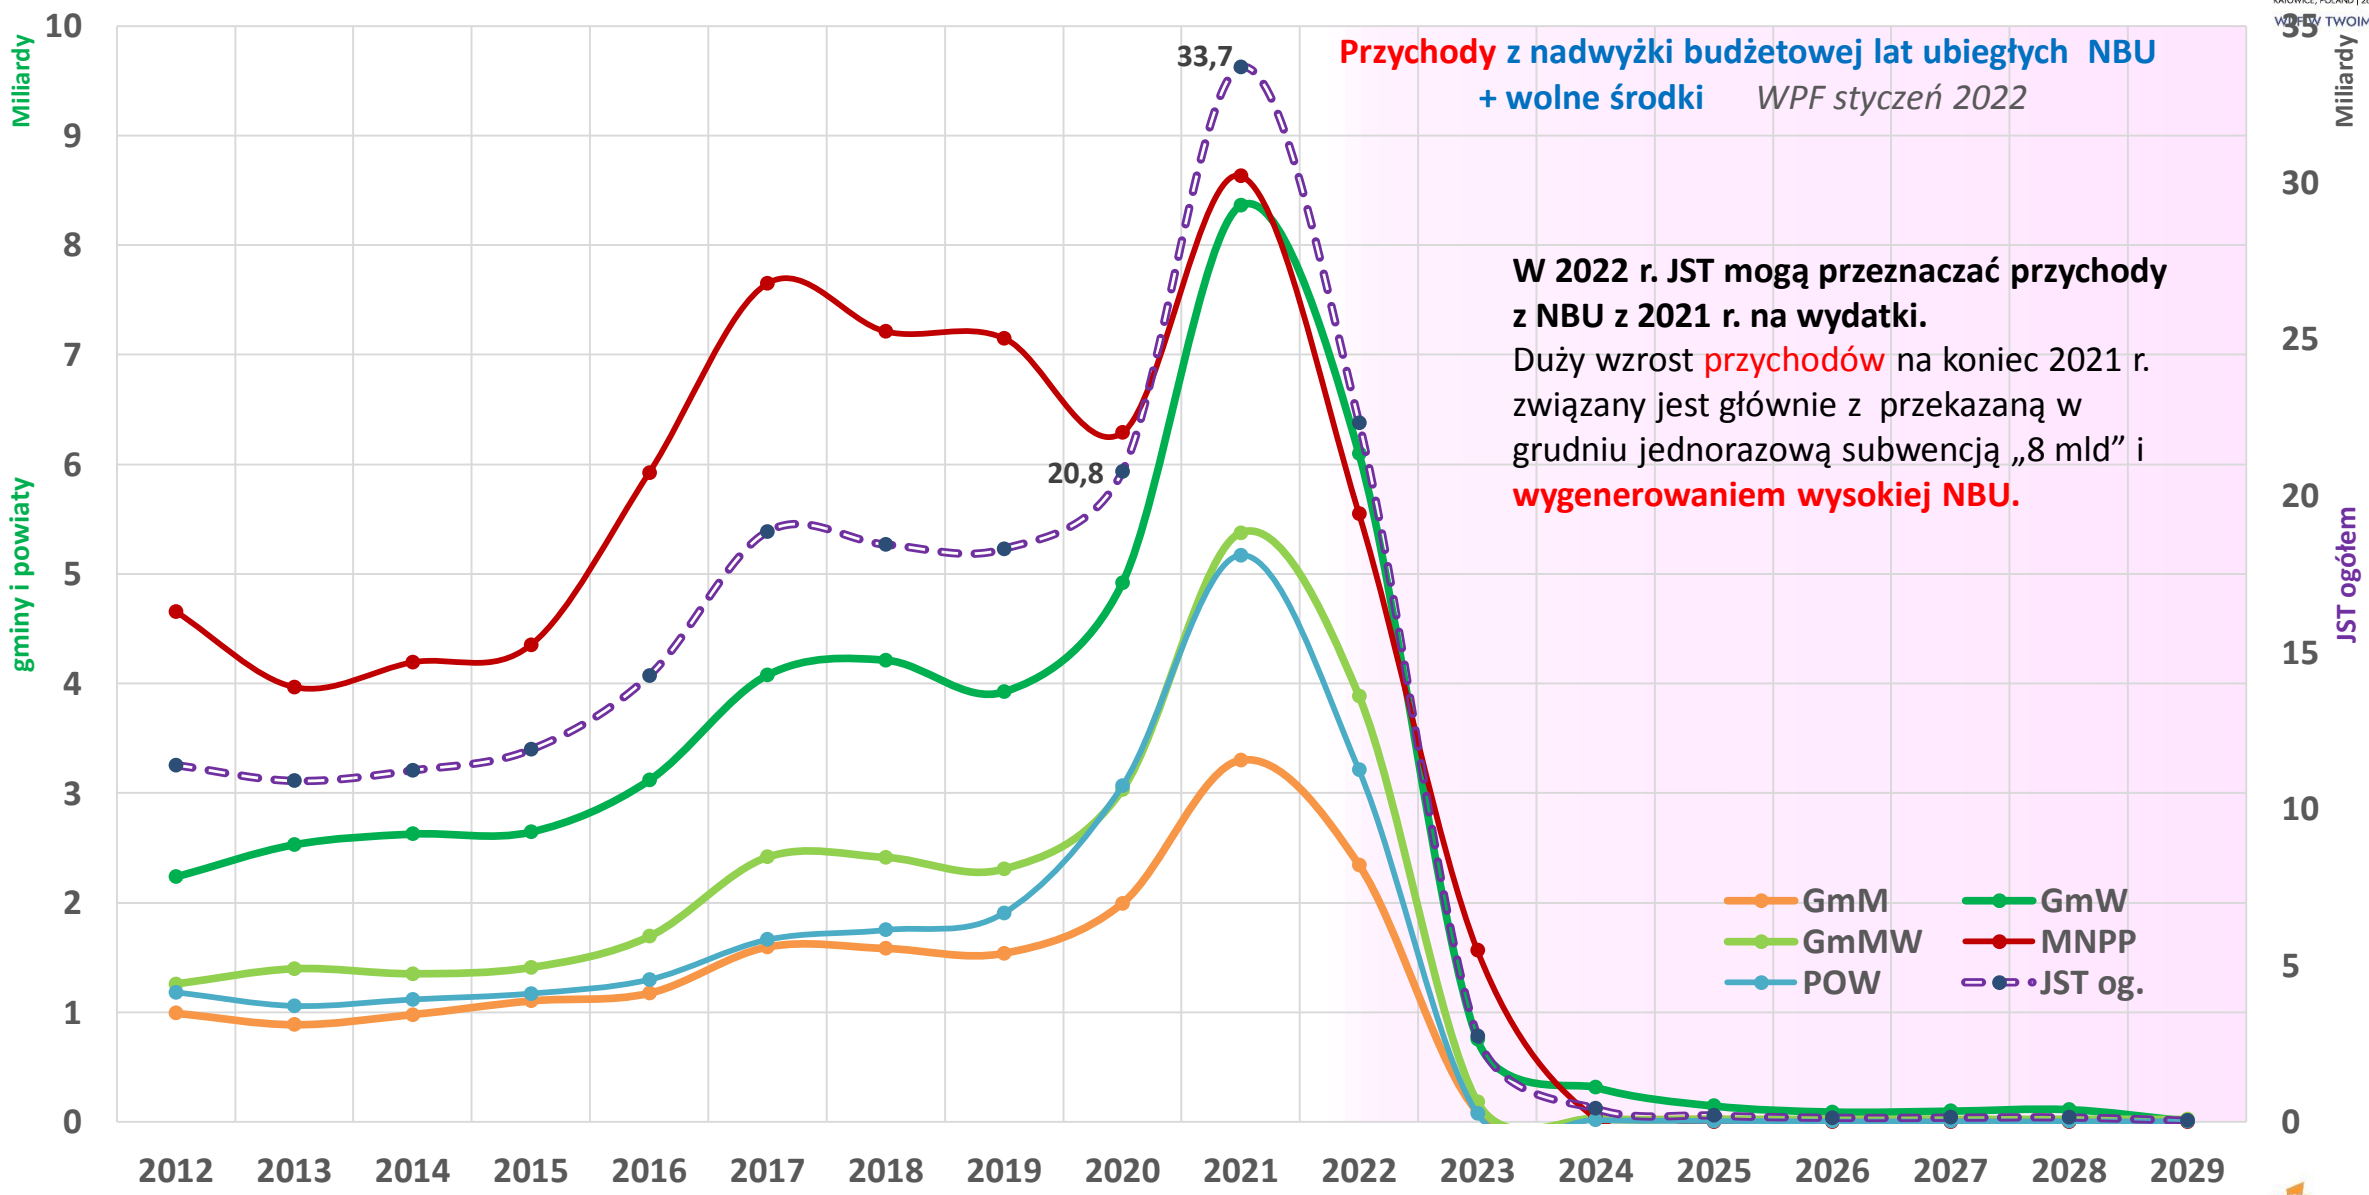 KATOWICE, POLAND
TWOIM
Przychody z nadwyżki budżetowej lat ubiegłych NBU
+ wolne środki WPF styczeń 2022
W 2022 r. JST mogą przeznaczać przychody
z NBU z 2021 r. na wydatki.
Duży wzrost przychodów na koniec 2021 r.
związany jest głównie z przekazaną w
grudniu jednorazową subwencją „8 mld” i
wygenerowaniem wysokiej NBU.
Miliardy
gminy i powiaty
10
9
8
7
6
5
4
3
2
1
0
33,7
20,8
35
30
25
20
15
10
5
0
Miliardy
JST ogółem
GmM GmW
GmMW MNPP
POW JST og.
2012 2013 2014 2015 2016 2017 2018 2019 2020 2021 2022 2023 2024 2025 2026 2027 2028 2029